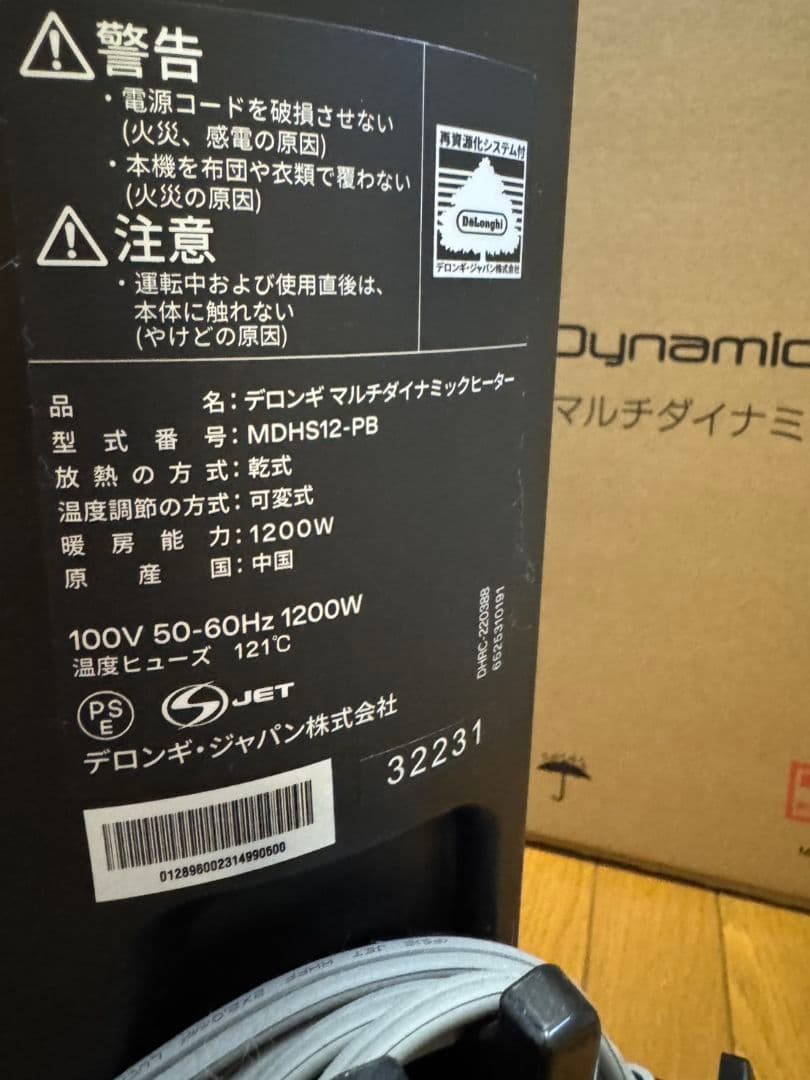 警告
・電源コードを破損させない
(火災、感電の原因)
・本機を布団や衣類で覆わない
(火災の原因)
注意
・運転中および使用直後は、
本体に触れない
(やけどの原因)
再資源化システム付
DeLonghi
デロンギ・ジャパン株式会社
品名:デロンギ マルチダイナミックヒーター
型式番号:MDHS12-PB
放熱の方式:乾式
温度調節の方式:可変式
暖房能力:1200W
原産国:中国
100V 50-60Hz 1200W
温度ヒューズ 121℃
DHRC-22038B
6525310191
PSE
S JET
デロンギ・ジャパン株式会社
32231
012896002314990500
Dynamic
マルチダイナミ